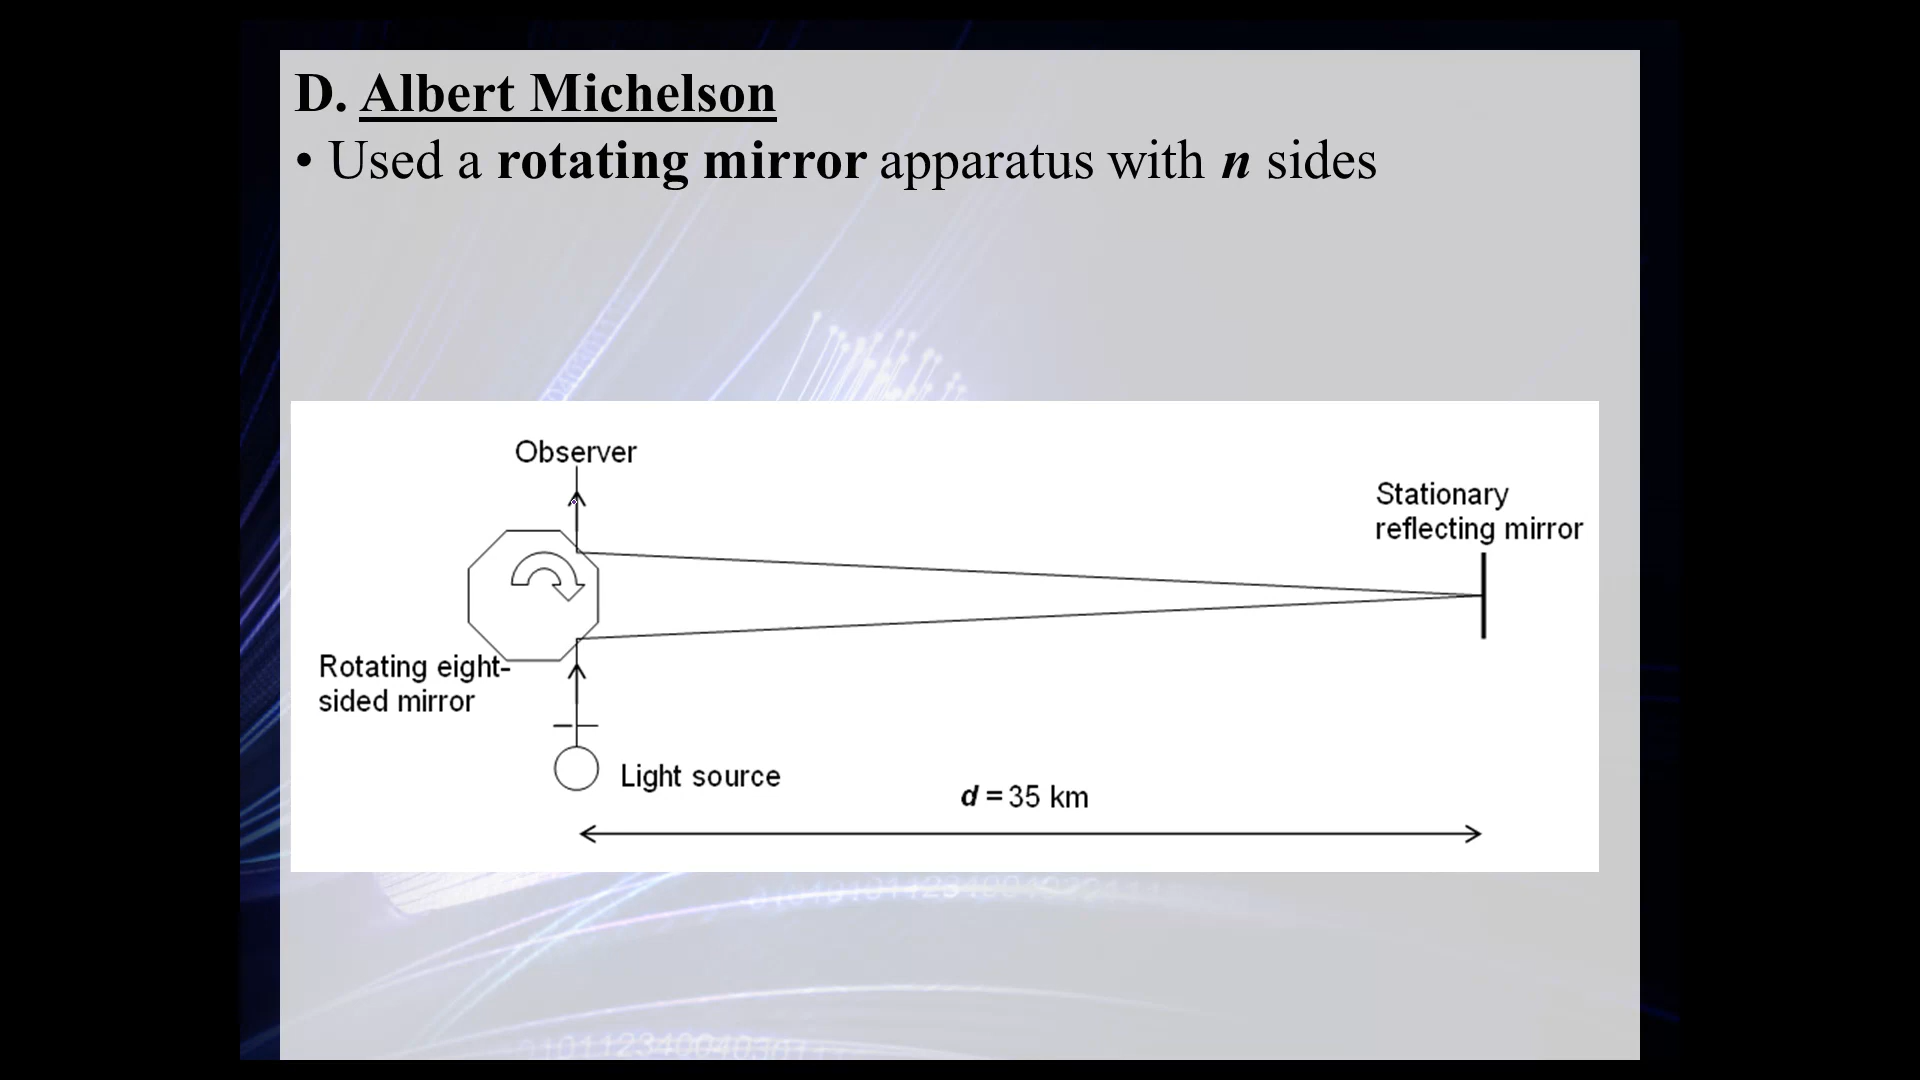 D. Albert Michelson
• Used a rotating mirror apparatus with n sides
Observer
Stationary
reflecting mirror
Rotating eight-
sided mirror
Light source
d = 35 km